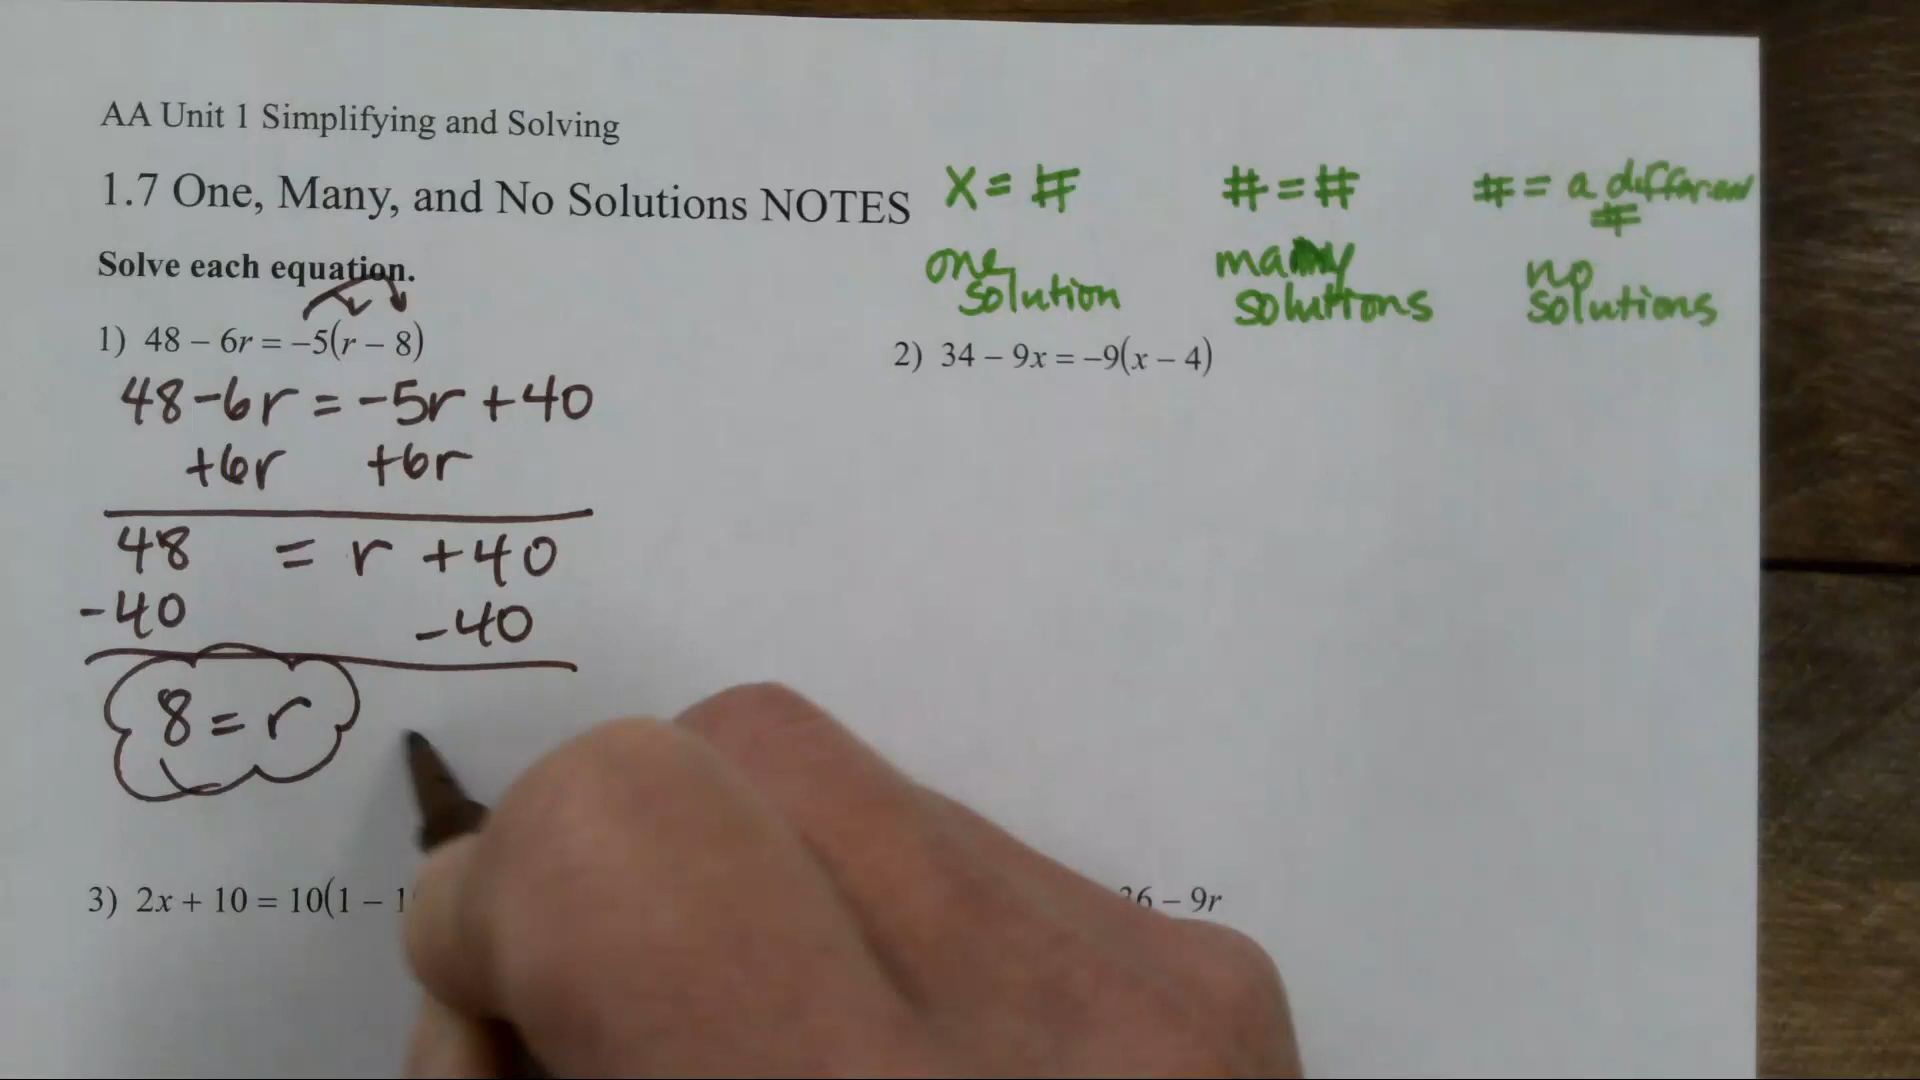 AA Unit 1 Simplifying and Solving
1.7 One, Many, and No Solutions NOTES
x = # # = # # = a different
#
one many no
solution solutions solutions
Solve each equation.
1) 48 – 6r = –5(r – 8)
48 - 6r = -5r + 40
+6r +6r
48 = r + 40
-40 -40
8 = r
2) 34 – 9x = –9(x – 4)
3) 2x + 10 = 10(1 –
– 9r